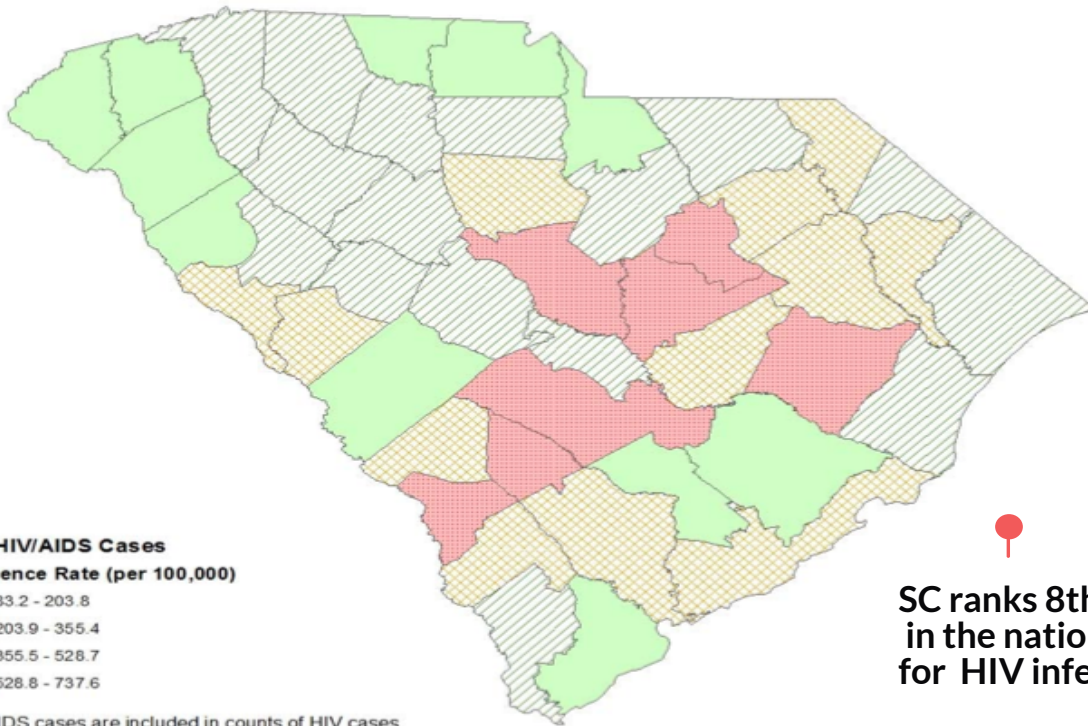 HIV/AIDS Cases
ence Rate (per 100,000)
33.2 - 203.8
203.9 - 355.4
355.5 - 528.7
528.8 - 737.6
IDS cases are included in counts of HIV cases
SC ranks 8th
in the natio
for HIV infe